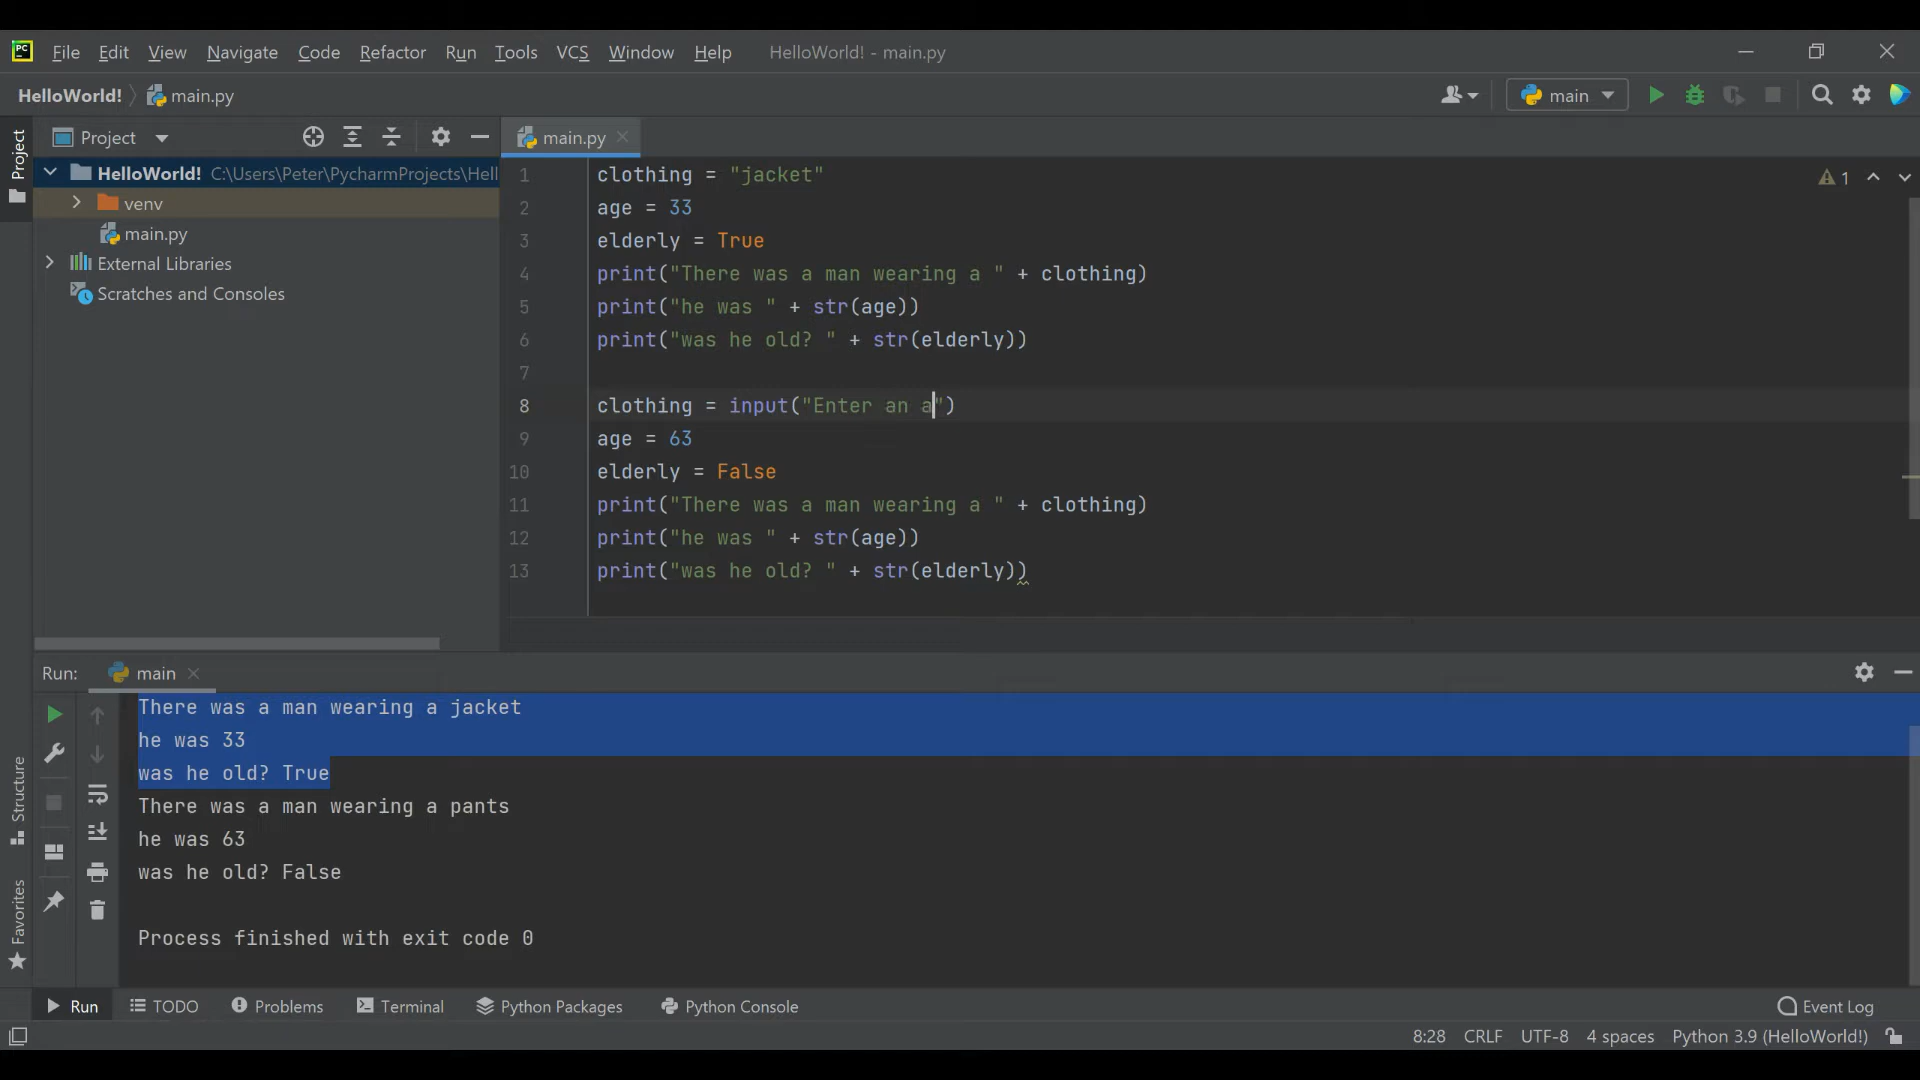 PC File Edit View Navigate Code Refactor Run Tools VCS Window Help HelloWorld! - main.py
HelloWorld! main.py main
Project main.py
Project
HelloWorld! C:\Users\Peter\PycharmProjects\Hell
venv
main.py
External Libraries
Scratches and Consoles
1 clothing = "jacket"
2 age = 33
3 elderly = True
4 print("There was a man wearing a " + clothing)
5 print("he was " + str(age))
6 print("was he old? " + str(elderly))
7
8 clothing = input("Enter an a")
9 age = 63
10 elderly = False
11 print("There was a man wearing a " + clothing)
12 print("he was " + str(age))
13 print("was he old? " + str(elderly))
1
Run: main
There was a man wearing a jacket
he was 33
was he old? True
There was a man wearing a pants
he was 63
was he old? False
Process finished with exit code 0
Structure
Favorites
Run TODO Problems Terminal Python Packages Python Console Event Log
8:28 CRLF UTF-8 4 spaces Python 3.9 (HelloWorld!)